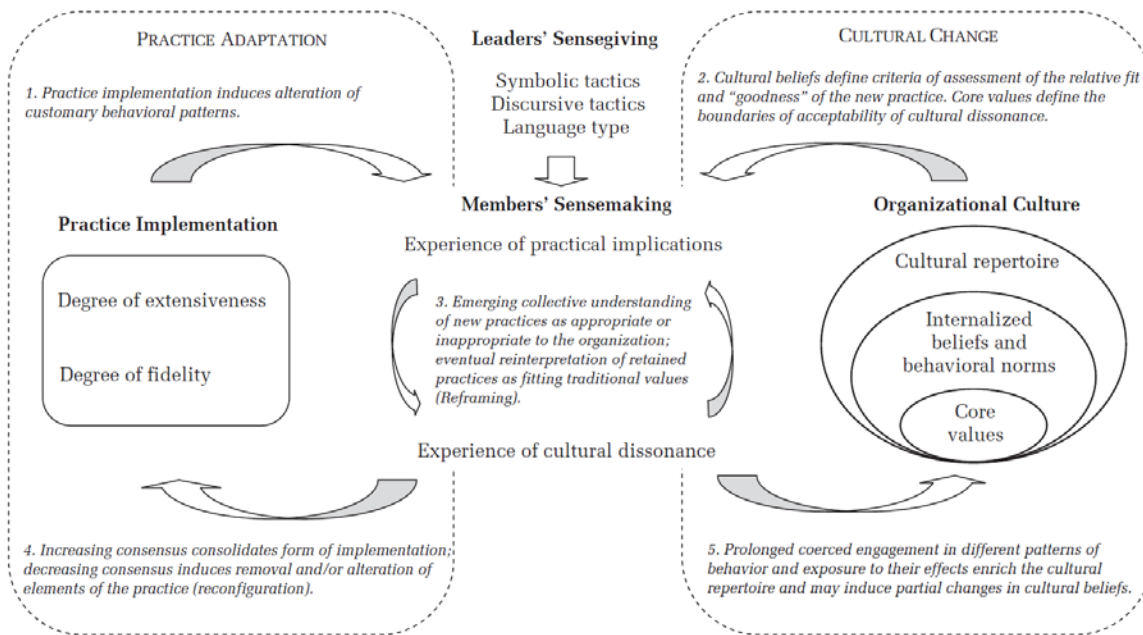 PRACTICE ADAPTATION
1. Practice implementation induces alteration of
customary behavioral patterns.
Leaders’ Sensegiving
Symbolic tactics
Discursive tactics
Language type
CULTURAL CHANGE
2. Cultural beliefs define criteria of assessment of the relative fit
and “goodness” of the new practice. Core values define the
boundaries of acceptability of cultural dissonance.
Practice Implementation
Degree of extensiveness
Degree of fidelity
Members’ Sensemaking
Experience of practical implications
3. Emerging collective understanding
of new practices as appropriate or
inappropriate to the organization;
eventual reinterpretation of retained
practices as fitting traditional values
(Reframing).
Experience of cultural dissonance
Organizational Culture
Cultural repertoire
Internalized
beliefs and
behavioral norms
Core
values
4. Increasing consensus consolidates form of implementation;
decreasing consensus induces removal and/or alteration of
elements of the practice (reconfiguration).
5. Prolonged coerced engagement in different patterns of
behavior and exposure to their effects enrich the cultural
repertoire and may induce partial changes in cultural beliefs.